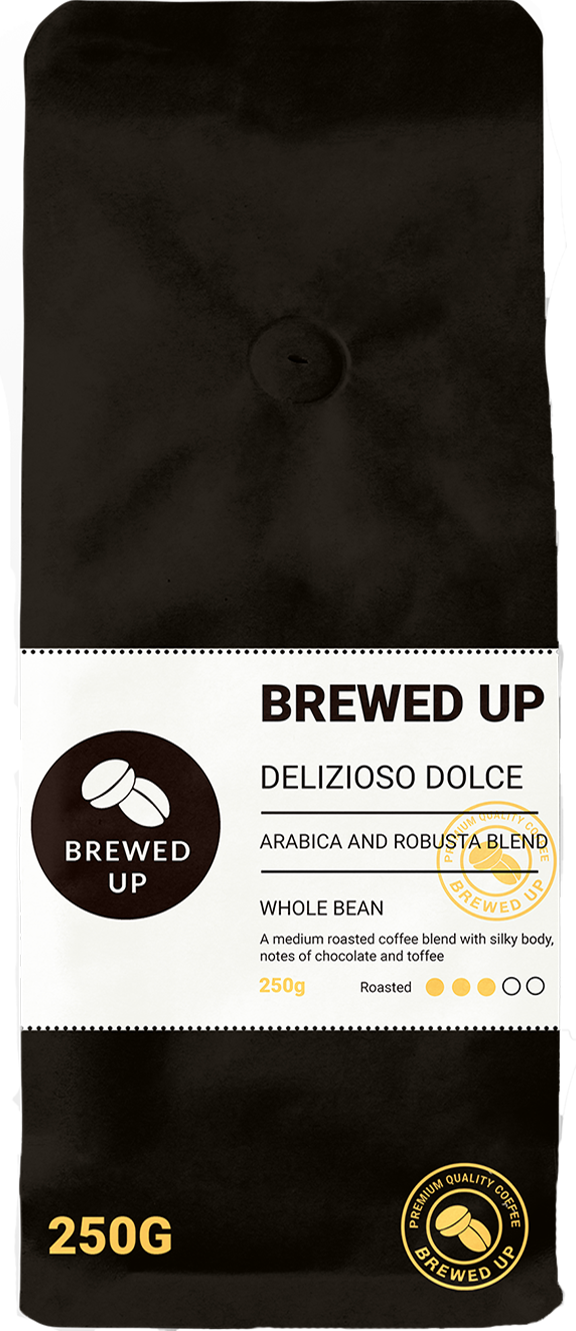 BREWED UP
DELIZIOSO DOLCE
ARABICA AND ROBUSTA BLEND
PREMIUM QUALITY COFFEE
BREWED UP
BREWED
UP
WHOLE BEAN
A medium roasted coffee blend with silky body,
notes of chocolate and toffee
250g Roasted
250G
PREMIUM QUALITY COFFEE
BREWED UP